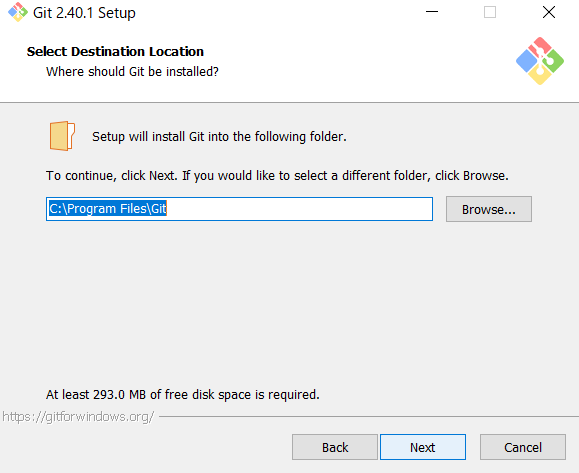 Git 2.40.1 Setup
Select Destination Location
Where should Git be installed?
Setup will install Git into the following folder.
To continue, click Next. If you would like to select a different folder, click Browse.
C:\Program Files\Git
Browse...
At least 293.0 MB of free disk space is required.
https://gitforwindows.org/
Back Next Cancel